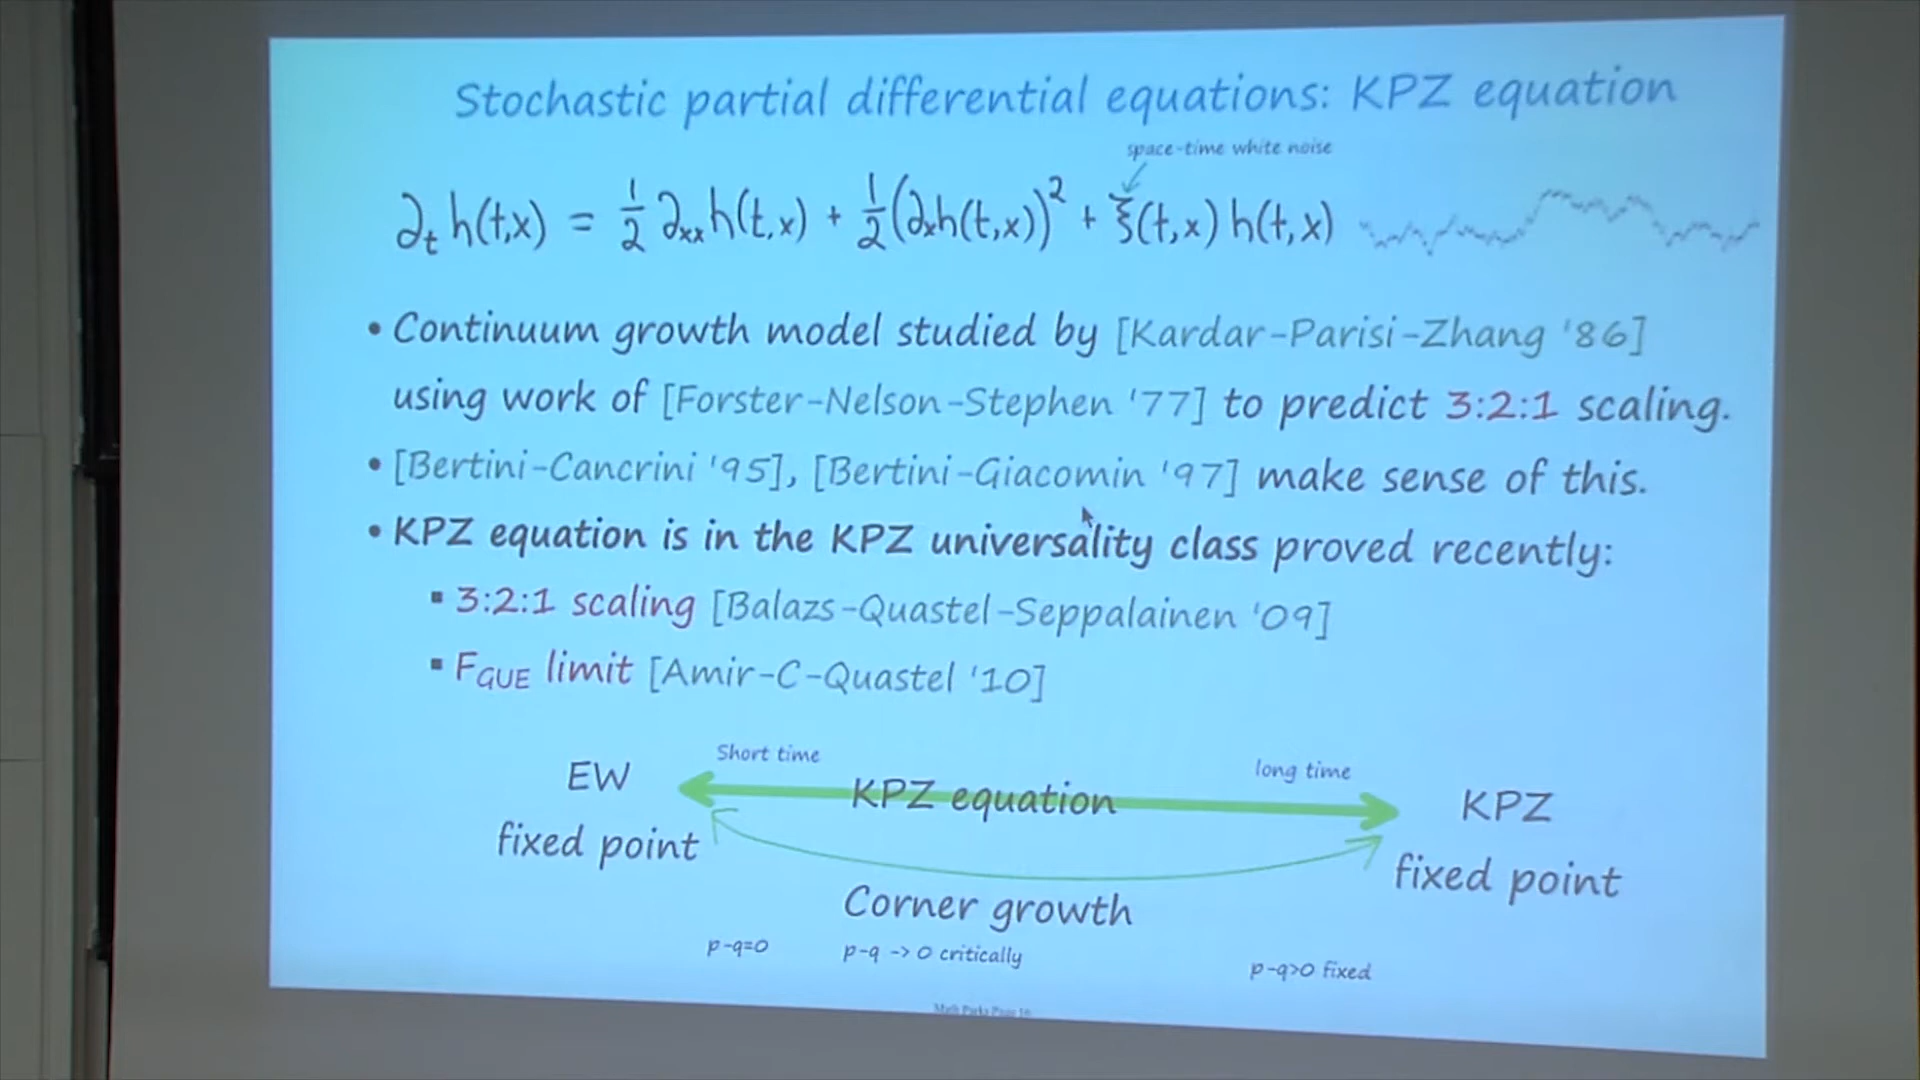 Stochastic partial differential equations: KPZ equation
space-time white noise
∂ₜ h(t,x) = ½ ∂ₓₓ h(t,x) + ½(∂ₓh(t,x))² + ξ(t,x) h(t,x)
• Continuum growth model studied by [Kardar-Parisi-Zhang '86]
using work of [Forster-Nelson-Stephen '77] to predict 3:2:1 scaling.
• [Bertini-Cancrini '95], [Bertini-Giacomin '97] make sense of this.
• KPZ equation is in the KPZ universality class proved recently:
▪ 3:2:1 scaling [Balazs-Quastel-Seppalainen '09]
▪ F_GUE limit [Amir-C-Quastel '10]
Short time
long time
EW
fixed point
KPZ equation
KPZ
fixed point
Corner growth
p-q=0
p-q -> 0 critically
p-q>0 fixed